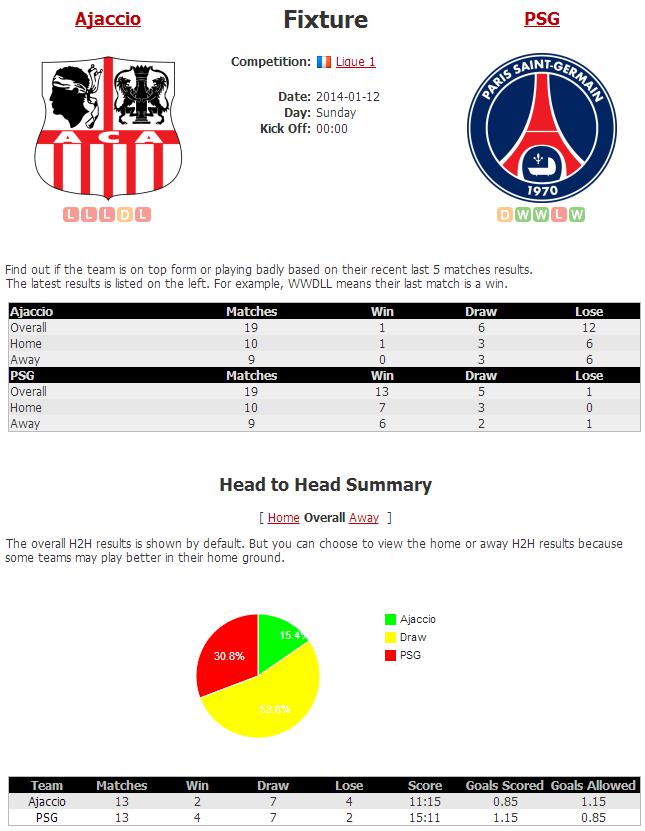 Ajaccio
Fixture
PSG
Competition: Ligue 1
Date: 2014-01-12
Day: Sunday
Kick Off: 00:00
A C A
PARIS SAINT-GERMAIN
1970
L L L D L
D W W L W
Find out if the team is on top form or playing badly based on their recent last 5 matches results.
The latest results is listed on the left. For example, WWDLL means their last match is a win.
Ajaccio Matches Win Draw Lose
Overall 19 1 6 12
Home 10 1 3 6
Away 9 0 3 6
PSG Matches Win Draw Lose
Overall 19 13 5 1
Home 10 7 3 0
Away 9 6 2 1
Head to Head Summary
[ Home Overall Away ]
The overall H2H results is shown by default. But you can choose to view the home or away H2H results because
some teams may play better in their home ground.
15.4%
30.8%
53.8%
Ajaccio
Draw
PSG
Team Matches Win Draw Lose Score Goals Scored Goals Allowed
Ajaccio 13 2 7 4 11:15 0.85 1.15
PSG 13 4 7 2 15:11 1.15 0.85